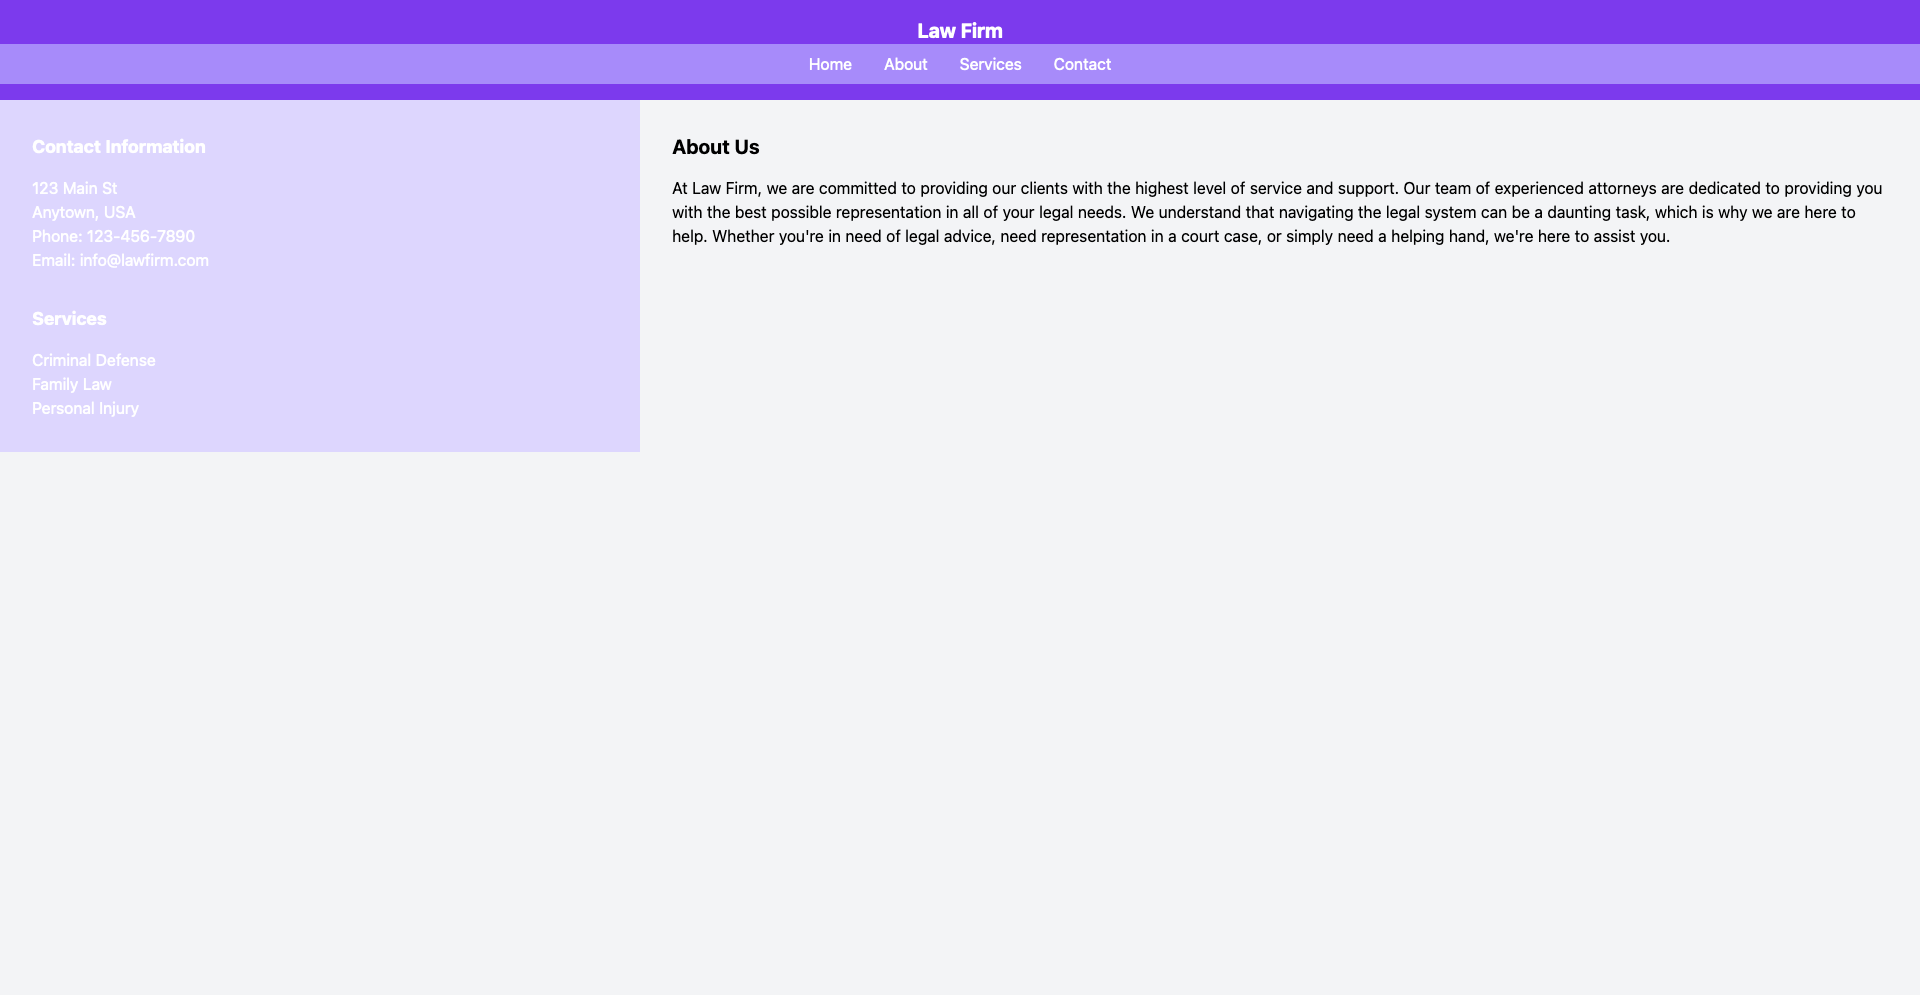 Law Firm
Home About Services Contact
Contact Information
123 Main St
Anytown, USA
Phone: 123-456-7890
Email: info@lawfirm.com
Services
Criminal Defense
Family Law
Personal Injury
About Us
At Law Firm, we are committed to providing our clients with the highest level of service and support. Our team of experienced attorneys are dedicated to providing you
with the best possible representation in all of your legal needs. We understand that navigating the legal system can be a daunting task, which is why we are here to
help. Whether you're in need of legal advice, need representation in a court case, or simply need a helping hand, we're here to assist you.